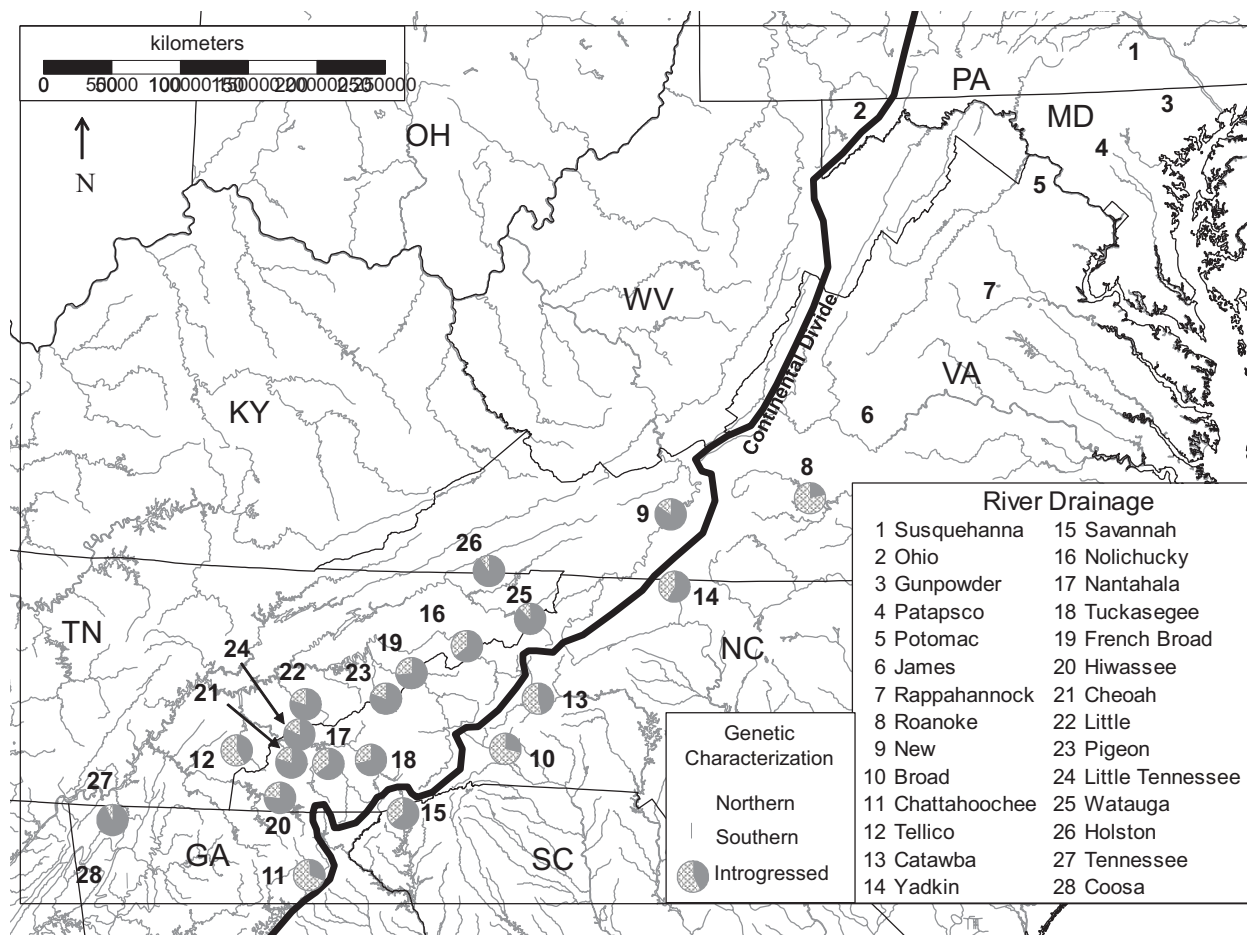 kilometers
0 50000 100000 150000 200000 250000
N
OH
PA
MD
WV
KY
VA
TN
NC
GA
SC
Continental Divide
1
2
3
4
5
6
7
8
9
26
25
14
16
19
24
23
22
21
13
17
12
18
10
27
20
15
28
11
River Drainage
1 Susquehanna
2 Ohio
3 Gunpowder
4 Patapsco
5 Potomac
6 James
7 Rappahannock
8 Roanoke
9 New
10 Broad
11 Chattahoochee
12 Tellico
13 Catawba
14 Yadkin
15 Savannah
16 Nolichucky
17 Nantahala
18 Tuckasegee
19 French Broad
20 Hiwassee
21 Cheoah
22 Little
23 Pigeon
24 Little Tennessee
25 Watauga
26 Holston
27 Tennessee
28 Coosa
Genetic
Characterization
Northern
Southern
Introgressed